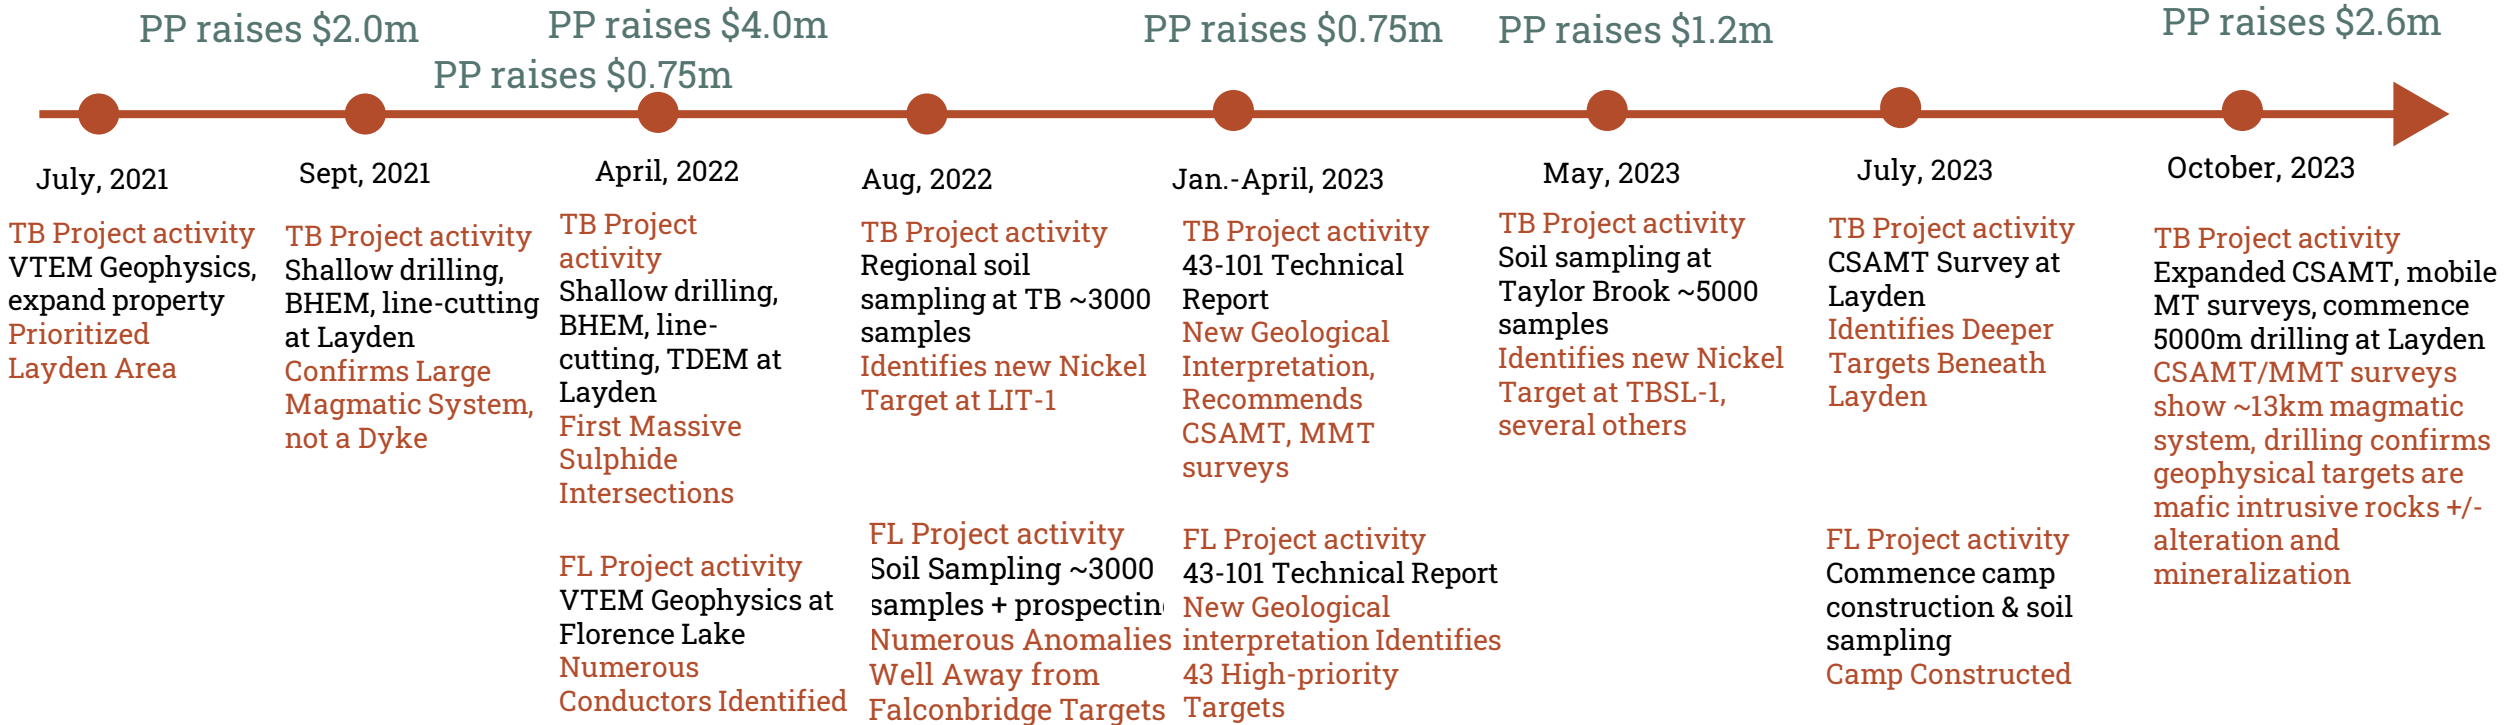 PP raises $2.0m
PP raises $4.0m
PP raises $0.75m
PP raises $0.75m
PP raises $1.2m
PP raises $2.6m
July, 2021
TB Project activity
VTEM Geophysics,
expand property
Prioritized
Layden Area
Sept, 2021
TB Project activity
Shallow drilling,
BHEM, line-cutting
at Layden
Confirms Large
Magmatic System,
not a Dyke
April, 2022
TB Project
activity
Shallow drilling,
BHEM, line-
cutting, TDEM at
Layden
First Massive
Sulphide
Intersections
FL Project activity
VTEM Geophysics at
Florence Lake
Numerous
Conductors Identified
Aug, 2022
TB Project activity
Regional soil
sampling at TB ~3000
samples
Identifies new Nickel
Target at LIT-1
FL Project activity
Soil Sampling ~3000
samples + prospectin
Numerous Anomalies
Well Away from
Falconbridge Targets
Jan.-April, 2023
TB Project activity
43-101 Technical
Report
New Geological
Interpretation,
Recommends
CSAMT, MMT
surveys
FL Project activity
43-101 Technical Report
New Geological
interpretation Identifies
43 High-priority
Targets
May, 2023
TB Project activity
Soil sampling at
Taylor Brook ~5000
samples
Identifies new Nickel
Target at TBSL-1,
several others
July, 2023
TB Project activity
CSAMT Survey at
Layden
Identifies Deeper
Targets Beneath
Layden
FL Project activity
Commence camp
construction & soil
sampling
Camp Constructed
October, 2023
TB Project activity
Expanded CSAMT, mobile
MT surveys, commence
5000m drilling at Layden
CSAMT/MMT surveys
show ~13km magmatic
system, drilling confirms
geophysical targets are
mafic intrusive rocks +/-
alteration and
mineralization